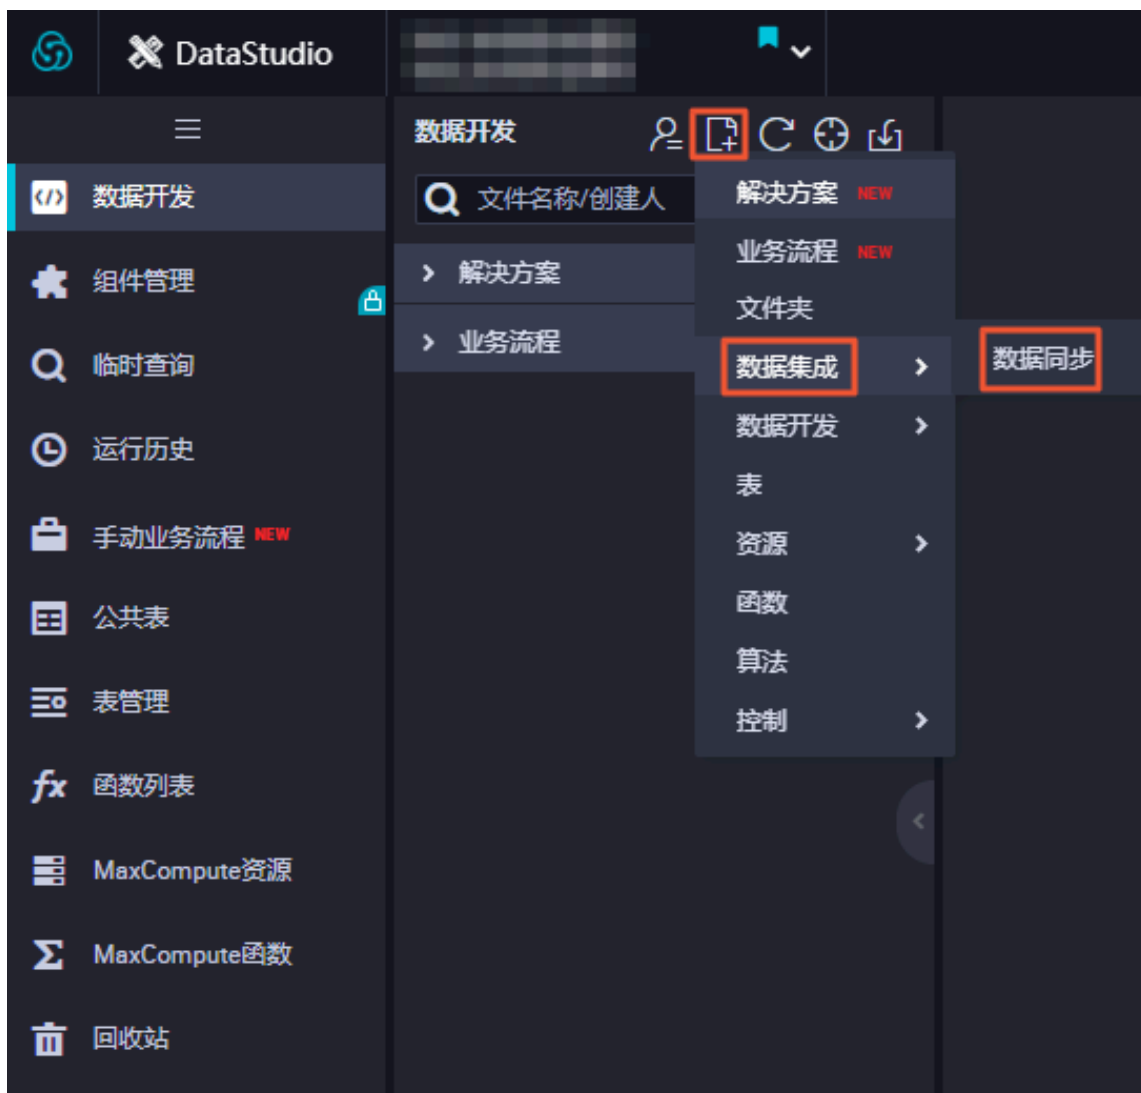 DataStudio
数据开发
组件管理
临时查询
运行历史
手动业务流程 NEW
公共表
表管理
fx 函数列表
MaxCompute资源
Σ MaxCompute函数
回收站
数据开发
文件名称/创建人
解决方案
业务流程
解决方案 NEW
业务流程 NEW
文件夹
数据集成
数据开发
表
资源
函数
算法
控制
数据同步